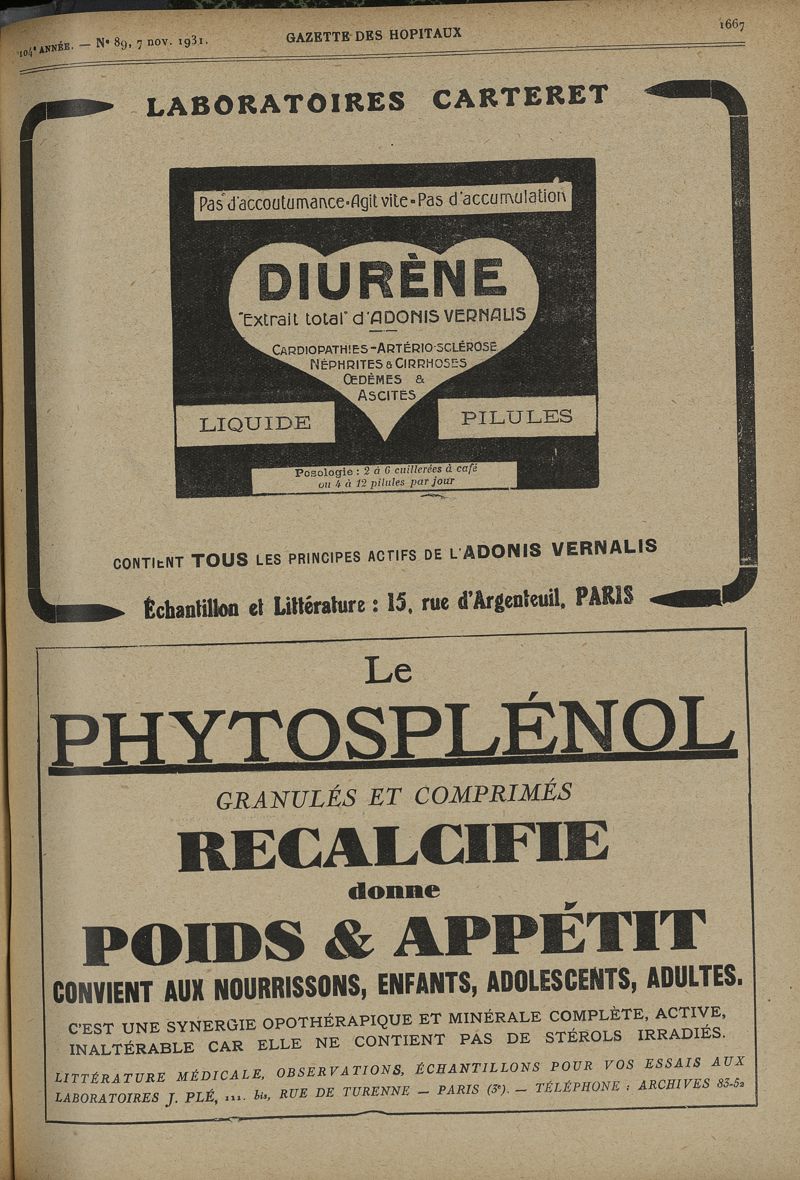 104ᵉ ANNÉE. — Nº 89, 7 nov. 1931.
GAZETTE DES HOPITAUX
1667
LABORATOIRES CARTERET
Pas d'accoutumance-Agit vite-Pas d'accumulation
DIURÈNE
"Extrait total" d'ADONIS VERNALIS
CARDIOPATHIES-ARTÉRIO-SCLÉROSE
NÉPHRITES & CIRRHOSES
ŒDÈMES &
ASCITES
LIQUIDE
PILULES
Posologie : 2 à 6 cuillerées à café
ou 4 à 12 pilules par jour
CONTIENT TOUS LES PRINCIPES ACTIFS DE L'ADONIS VERNALIS
Échantillon et Littérature : 15, rue d'Argenteuil, PARIS
Le
PHYTOSPLÉNOL
GRANULÉS ET COMPRIMÉS
RECALCIFIE
donne
POIDS & APPÉTIT
CONVIENT AUX NOURRISSONS, ENFANTS, ADOLESCENTS, ADULTES.
C'EST UNE SYNERGIE OPOTHÉRAPIQUE ET MINÉRALE COMPLÈTE, ACTIVE,
INALTÉRABLE CAR ELLE NE CONTIENT PAS DE STÉROLS IRRADIÉS.
LITTÉRATURE MÉDICALE, OBSERVATIONS, ÉCHANTILLONS POUR VOS ESSAIS AUX
LABORATOIRES J. PLÉ, 111. bis, RUE DE TURENNE — PARIS (3ᵉ). — TÉLÉPHONE : ARCHIVES 83-52